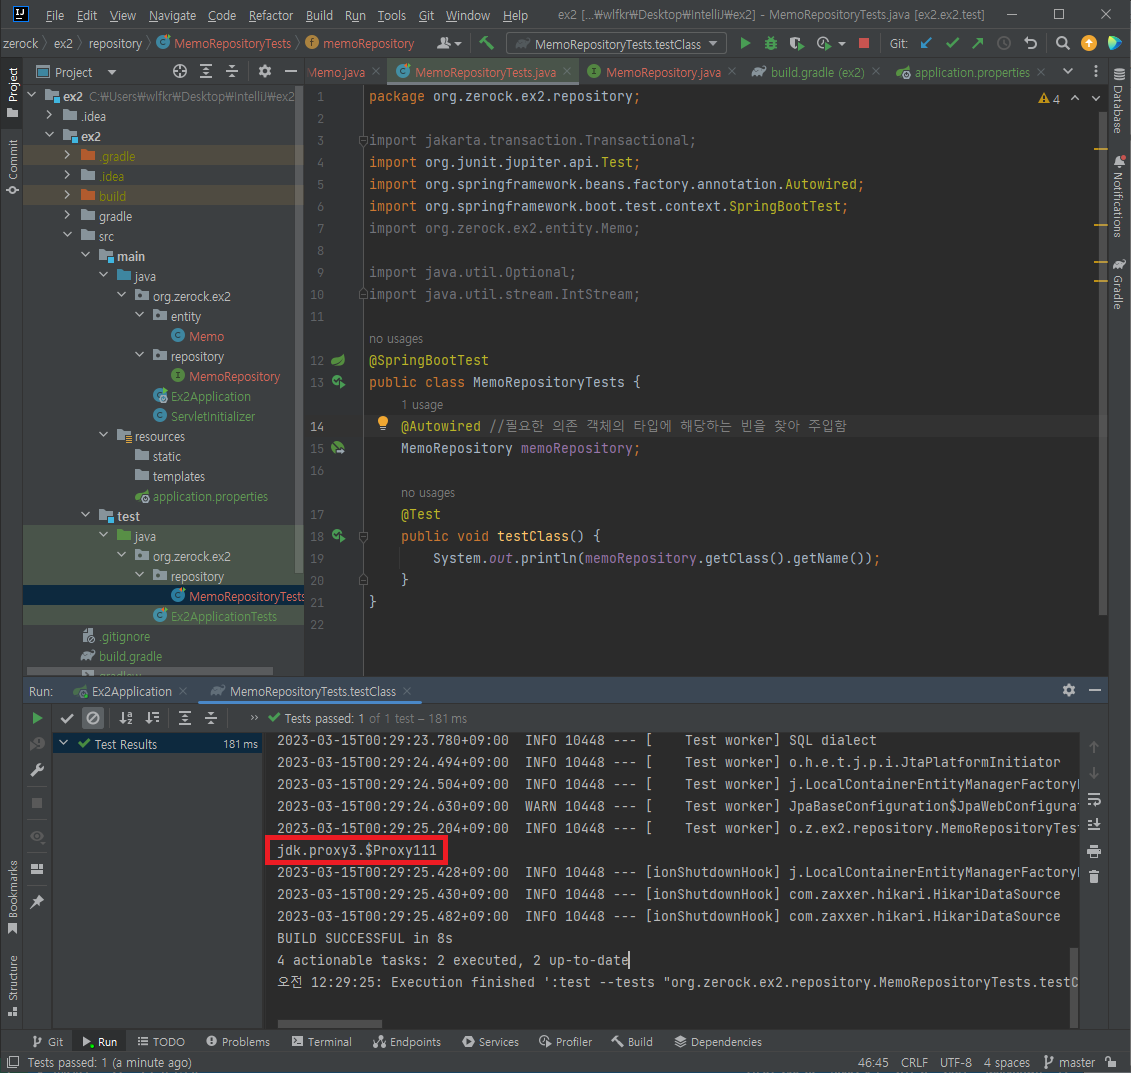 File Edit View Navigate Code Refactor Build Run Tools Git Window Help ex2 [...₩wlfkr₩Desktop₩IntelliJ₩ex2] - MemoRepositoryTests.java [ex2.ex2.test]
zerock ex2 repository MemoRepositoryTests memoRepository MemoRepositoryTests.testClass Git:
Project
Memo.java MemoRepositoryTests.java MemoRepository.java build.gradle (ex2) application.properties
Project
Commit
Bookmarks
Structure
ex2 C:₩Users₩wlfkr₩Desktop₩IntelliJ₩ex2
.idea
ex2
.gradle
.idea
build
gradle
src
main
java
org.zerock.ex2
entity
Memo
repository
MemoRepository
Ex2Application
ServletInitializer
resources
static
templates
application.properties
test
java
org.zerock.ex2
repository
MemoRepositoryTests
Ex2ApplicationTests
.gitignore
build.gradle
4
1 package org.zerock.ex2.repository;
2
3 import jakarta.transaction.Transactional;
4 import org.junit.jupiter.api.Test;
5 import org.springframework.beans.factory.annotation.Autowired;
6 import org.springframework.boot.test.context.SpringBootTest;
7 import org.zerock.ex2.entity.Memo;
8
9 import java.util.Optional;
10 import java.util.stream.IntStream;
11
no usages
12 @SpringBootTest
13 public class MemoRepositoryTests {
1 usage
14 @Autowired //필요한 의존 객체의 타입에 해당하는 빈을 찾아 주입함
15 MemoRepository memoRepository;
16
no usages
17 @Test
18 public void testClass() {
19 System.out.println(memoRepository.getClass().getName());
20 }
21 }
22
Database
Notifications
Gradle
Run: Ex2Application MemoRepositoryTests.testClass
Tests passed: 1 of 1 test – 181 ms
Test Results 181 ms
2023-03-15T00:29:23.780+09:00 INFO 10448 --- [ Test worker] SQL dialect
2023-03-15T00:29:24.494+09:00 INFO 10448 --- [ Test worker] o.h.e.t.j.p.i.JtaPlatformInitiator
2023-03-15T00:29:24.504+09:00 INFO 10448 --- [ Test worker] j.LocalContainerEntityManagerFactory
2023-03-15T00:29:24.630+09:00 WARN 10448 --- [ Test worker] JpaBaseConfiguration$JpaWebConfigurat
2023-03-15T00:29:25.204+09:00 INFO 10448 --- [ Test worker] o.z.ex2.repository.MemoRepositoryTes
jdk.proxy3.$Proxy111
2023-03-15T00:29:25.428+09:00 INFO 10448 --- [ionShutdownHook] j.LocalContainerEntityManagerFactory
2023-03-15T00:29:25.430+09:00 INFO 10448 --- [ionShutdownHook] com.zaxxer.hikari.HikariDataSource
2023-03-15T00:29:25.482+09:00 INFO 10448 --- [ionShutdownHook] com.zaxxer.hikari.HikariDataSource
BUILD SUCCESSFUL in 8s
4 actionable tasks: 2 executed, 2 up-to-date
오전 12:29:25: Execution finished ':test --tests "org.zerock.ex2.repository.MemoRepositoryTests.testC
Git Run TODO Problems Terminal Endpoints Services Profiler Build Dependencies
Tests passed: 1 (a minute ago) 46:45 CRLF UTF-8 4 spaces master